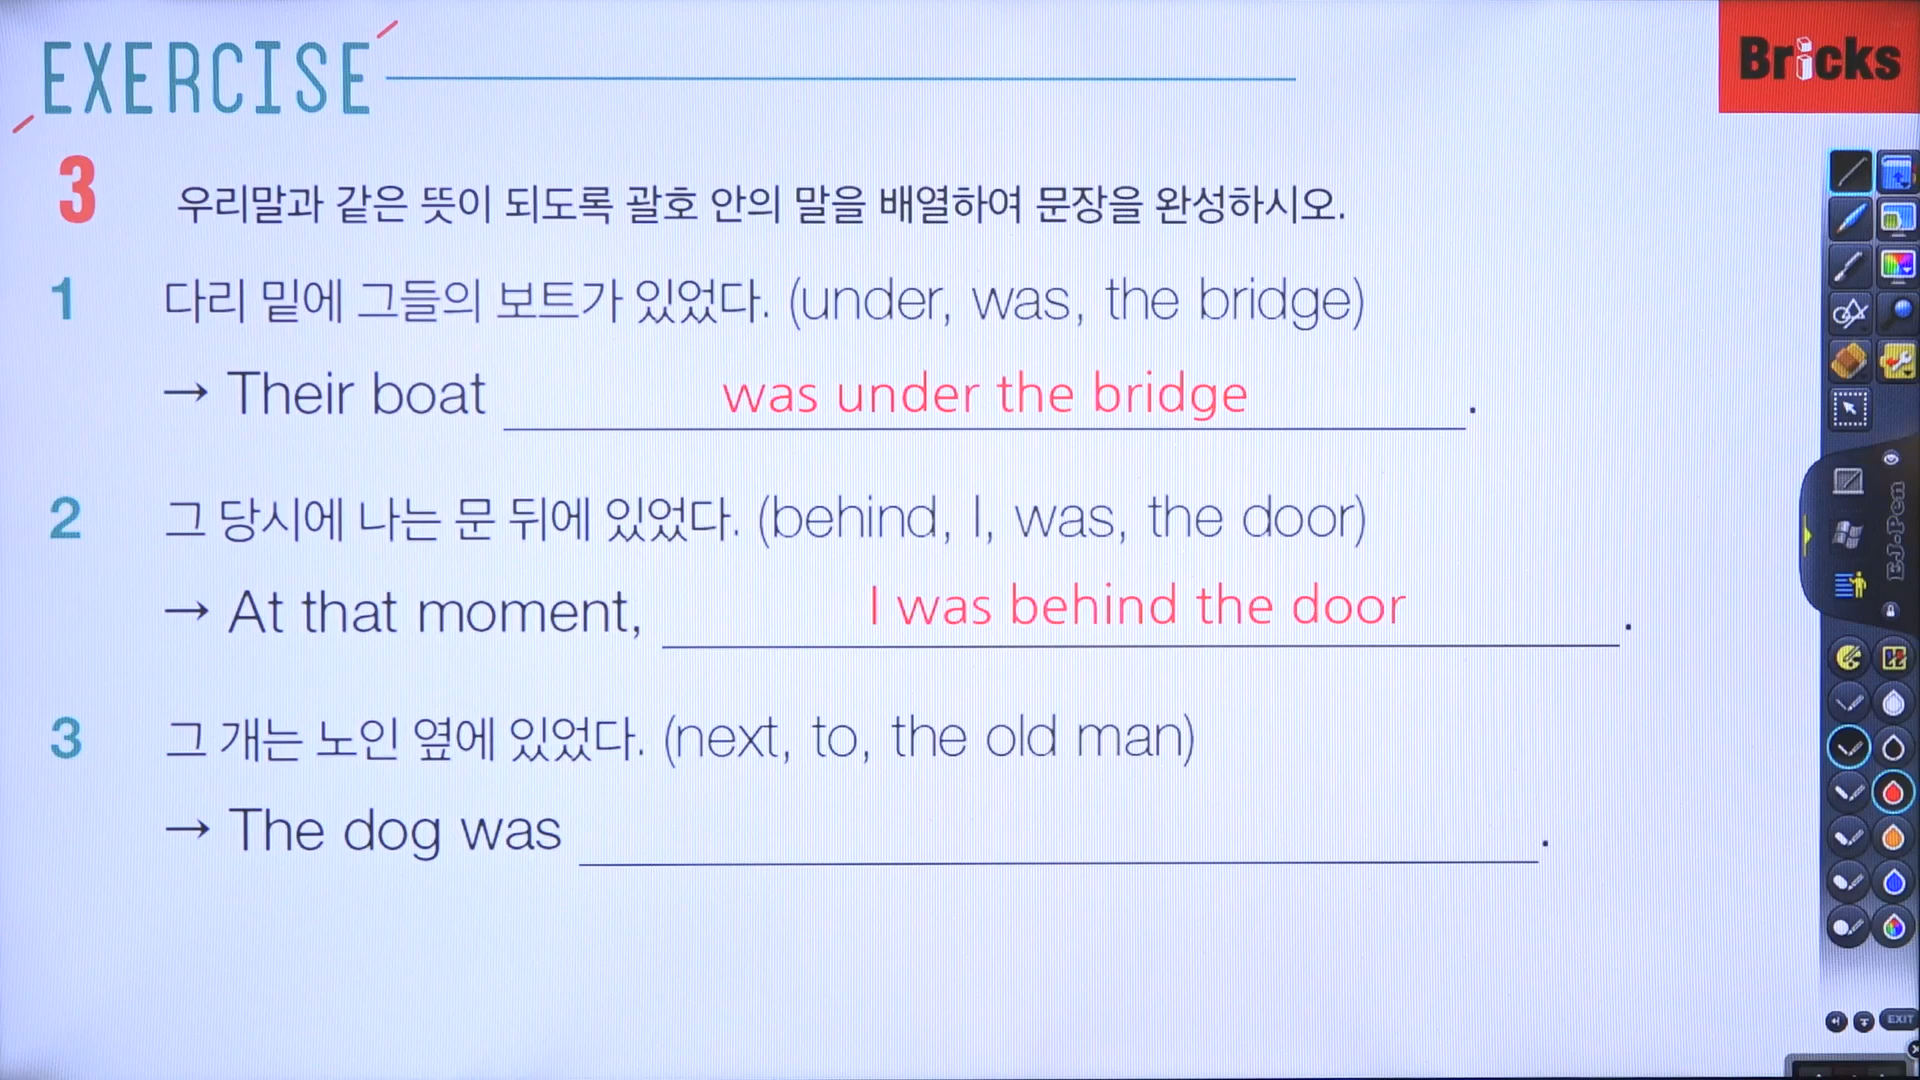 EXERCISE
Bricks
3 우리말과 같은 뜻이 되도록 괄호 안의 말을 배열하여 문장을 완성하시오.
1 다리 밑에 그들의 보트가 있었다. (under, was, the bridge)
→ Their boat was under the bridge.
2 그 당시에 나는 문 뒤에 있었다. (behind, I, was, the door)
→ At that moment, I was behind the door.
3 그 개는 노인 옆에 있었다. (next, to, the old man)
→ The dog was .
EJ-Pen
EXIT